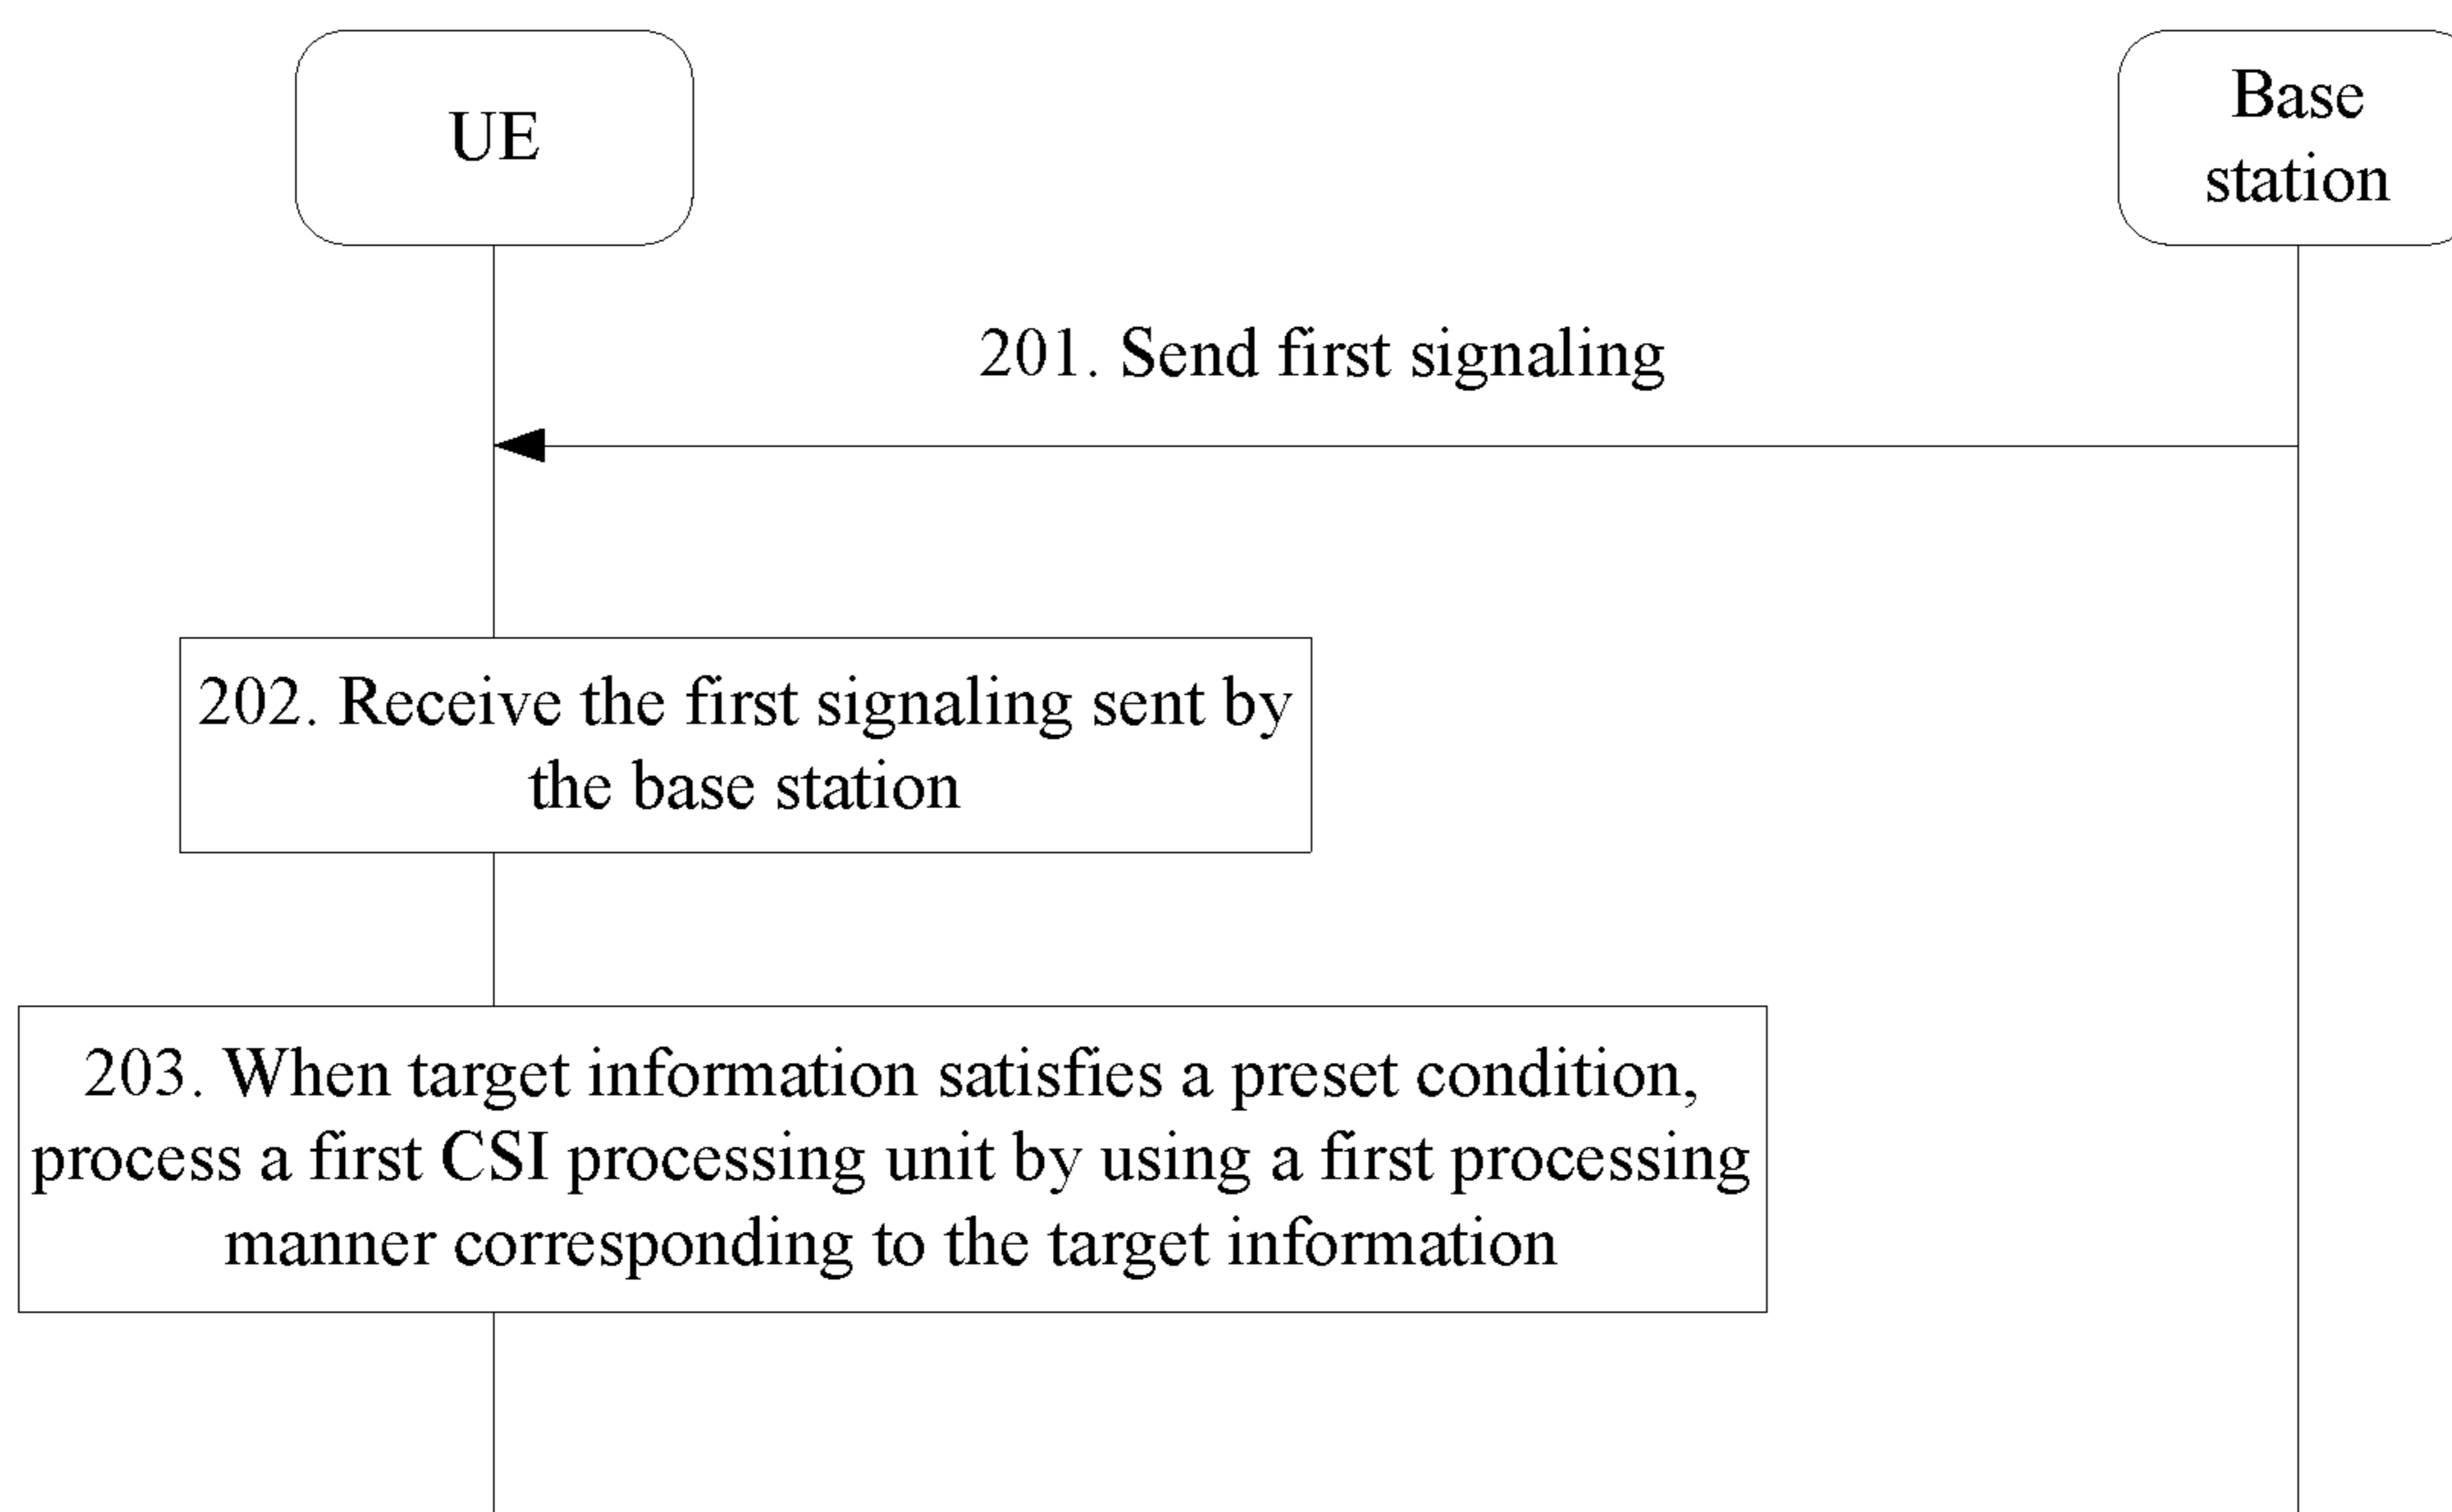 UE
Base
station
201. Send first signaling
202. Receive the first signaling sent by
the base station
203. When target information satisfies a preset condition,
process a first CSI processing unit by using a first processing
manner corresponding to the target information